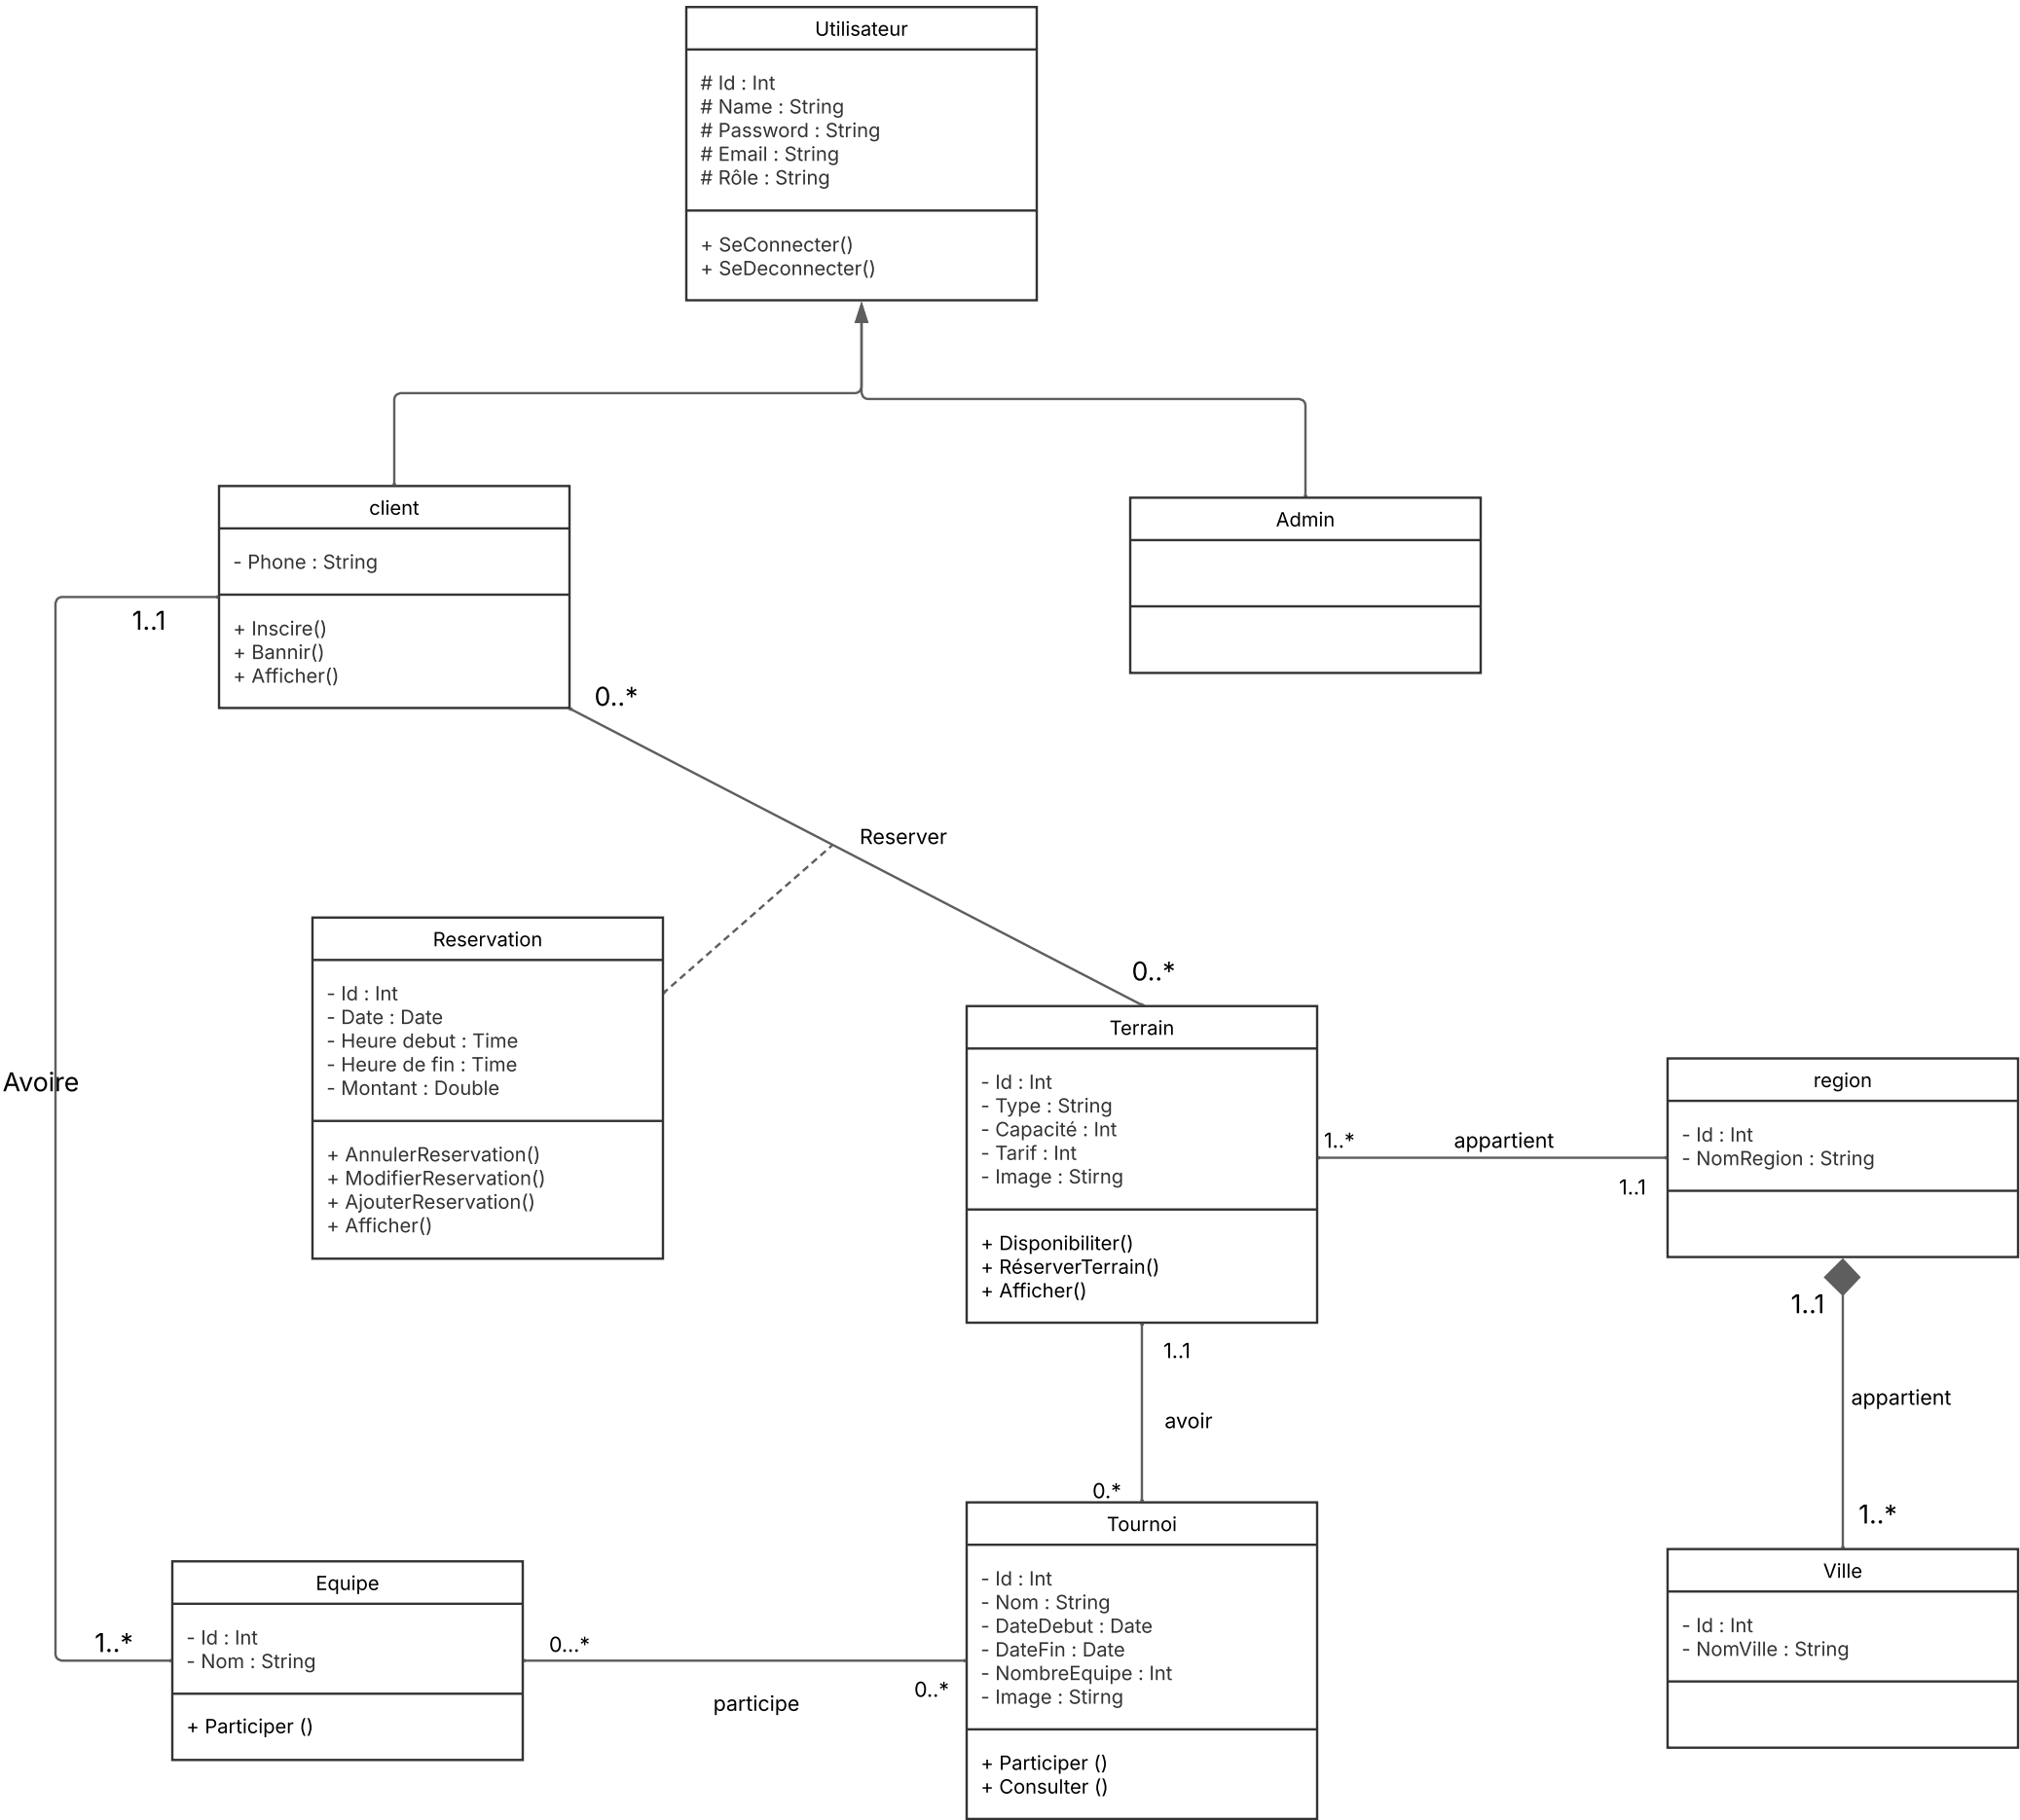 Utilisateur
# Id : Int
# Name : String
# Password : String
# Email : String
# Rôle : String
+ SeConnecter()
+ SeDeconnecter()
client
- Phone : String
+ Inscire()
+ Bannir()
+ Afficher()
Admin
1..1
0..*
Reserver
Reservation
- Id : Int
- Date : Date
- Heure debut : Time
- Heure de fin : Time
- Montant : Double
+ AnnulerReservation()
+ ModifierReservation()
+ AjouterReservation()
+ Afficher()
0..*
Terrain
- Id : Int
- Type : String
- Capacité : Int
- Tarif : Int
- Image : Stirng
+ Disponibiliter()
+ RéserverTerrain()
+ Afficher()
1..*
appartient
1..1
region
- Id : Int
- NomRegion : String
Avoire
1..1
appartient
1..*
1..1
avoir
0.*
Tournoi
- Id : Int
- Nom : String
- DateDebut : Date
- DateFin : Date
- NombreEquipe : Int
- Image : Stirng
+ Participer ()
+ Consulter ()
Ville
- Id : Int
- NomVille : String
1..*
Equipe
- Id : Int
- Nom : String
+ Participer ()
0...*
participe
0..*